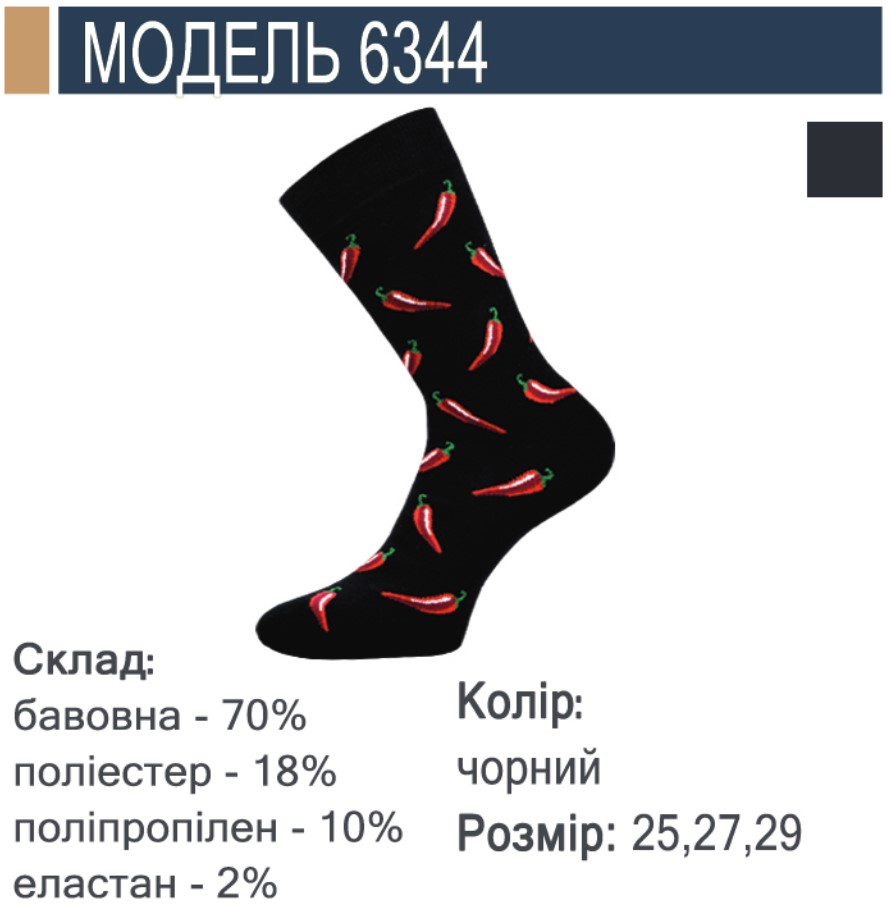 МОДЕЛЬ 6344
Склад:
бавовна - 70%
поліестер - 18%
поліпропілен - 10%
еластан - 2%
Колір:
чорний
Розмір: 25,27,29